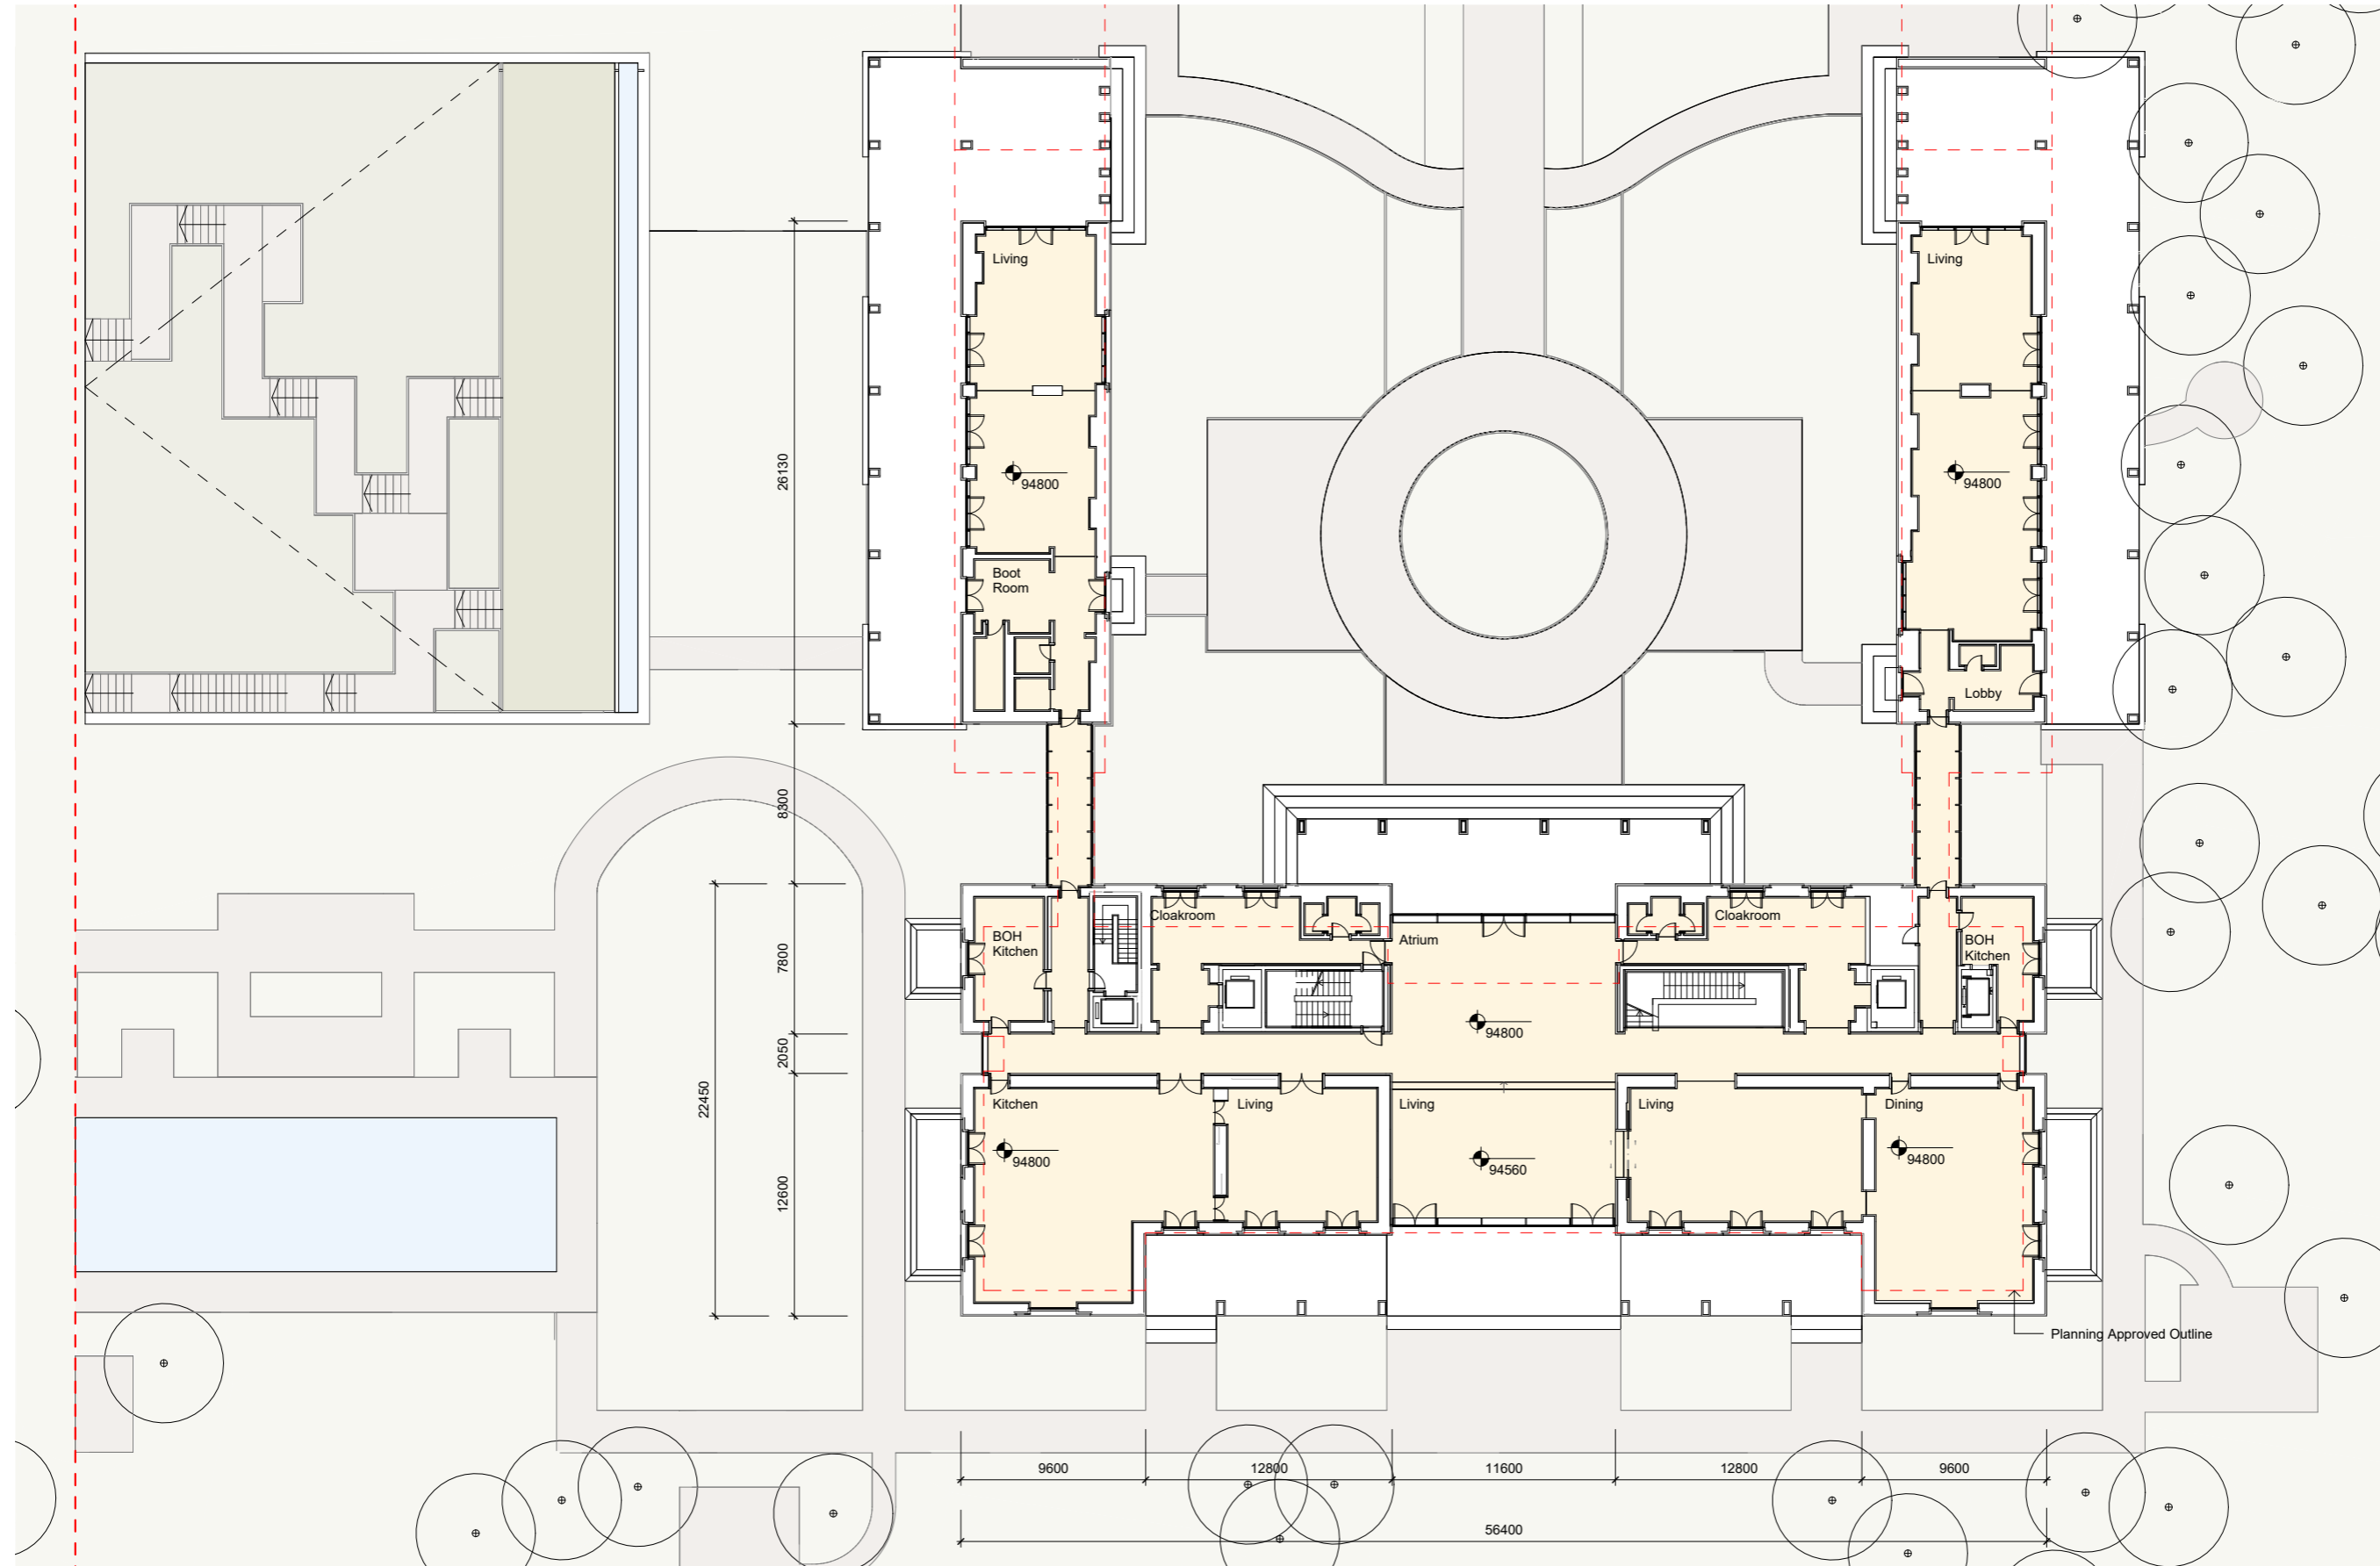 Living
Living
26130
94800
94800
Boot
Room
Lobby
8300
Cloakroom
Cloakroom
BOH
Kitchen
Atrium
BOH
Kitchen
7800
94800
2050
22450
Kitchen
Living
Living
Living
Dining
94800
94560
94800
12600
Planning Approved Outline
9600
12800
11600
12800
9600
56400